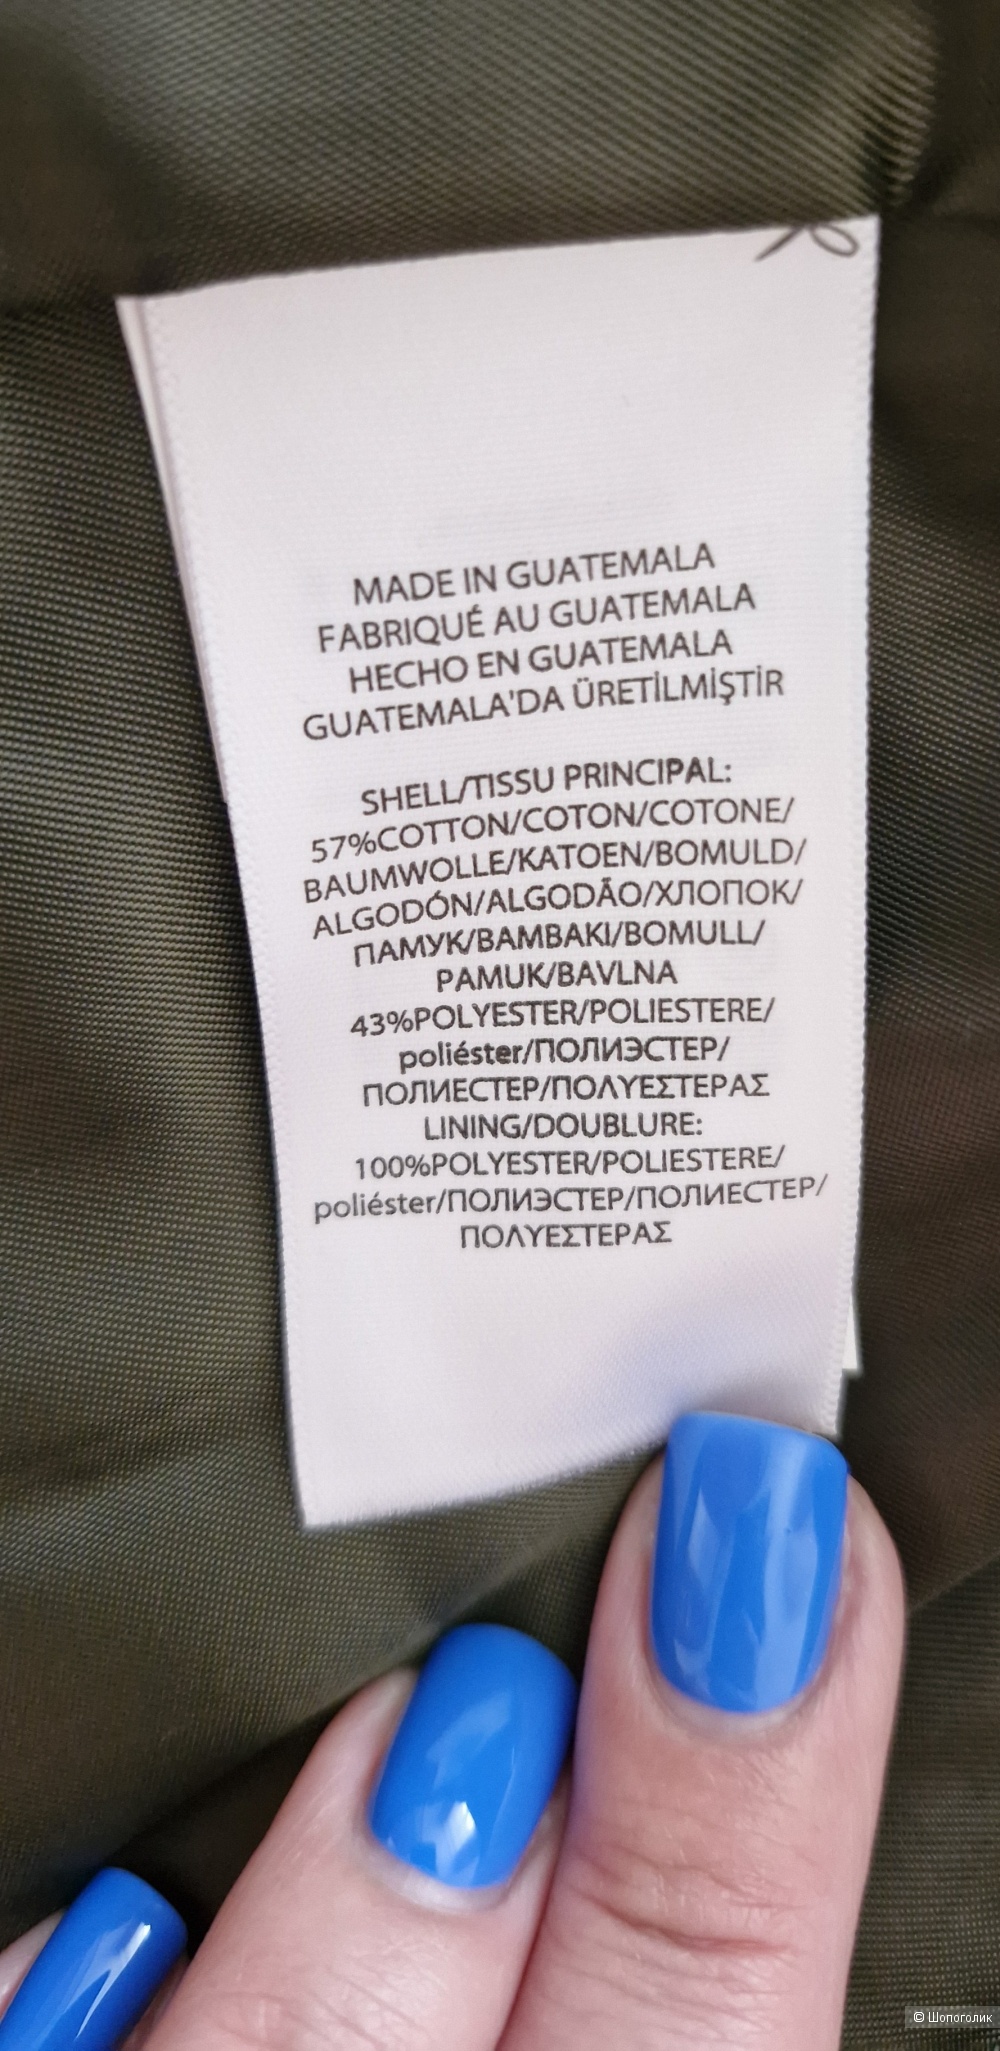 MADE IN GUATEMALA
FABRIQUÉ AU GUATEMALA
HECHO EN GUATEMALA
GUATEMALA'DA ÜRETİLMİŞTİR
SHELL/TISSU PRINCIPAL:
57%COTTON/COTON/COTONE/
BAUMWOLLE/KATOEN/BOMULD/
ALGODÓN/ALGODÃO/ХЛОПОК/
ПАМУК/ΒΑΜΒΑΚΙ/BOMULL/
PAMUK/BAVLNA
43%POLYESTER/POLIESTERE/
poliéster/ПОЛИЭСТЕР/
ПОЛИЕСТЕР/ΠΟΛΥΕΣΤΕΡΑΣ
LINING/DOUBLURE:
100%POLYESTER/POLIESTERE/
poliéster/ПОЛИЭСТЕР/ПОЛИЕСТЕР/
ΠΟΛΥΕΣΤΕΡΑΣ
© Шопоголик